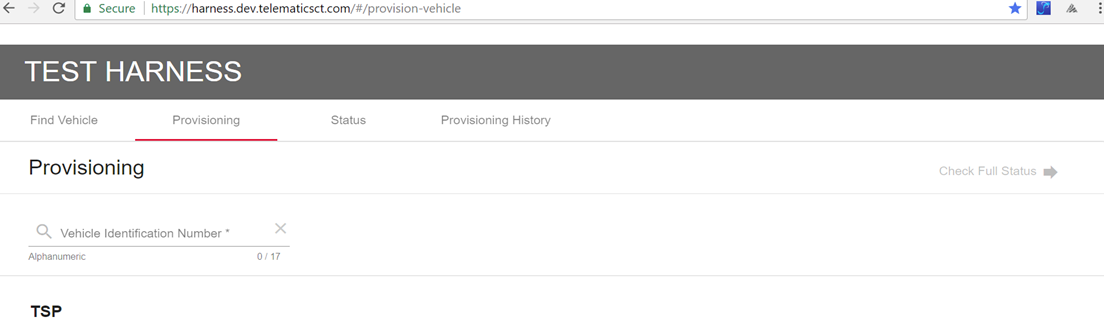 Secure https://harness.dev.telematicsct.com/#/provision-vehicle
TEST HARNESS
Find Vehicle Provisioning Status Provisioning History
Provisioning
Check Full Status
Vehicle Identification Number *
Alphanumeric 0 / 17
TSP